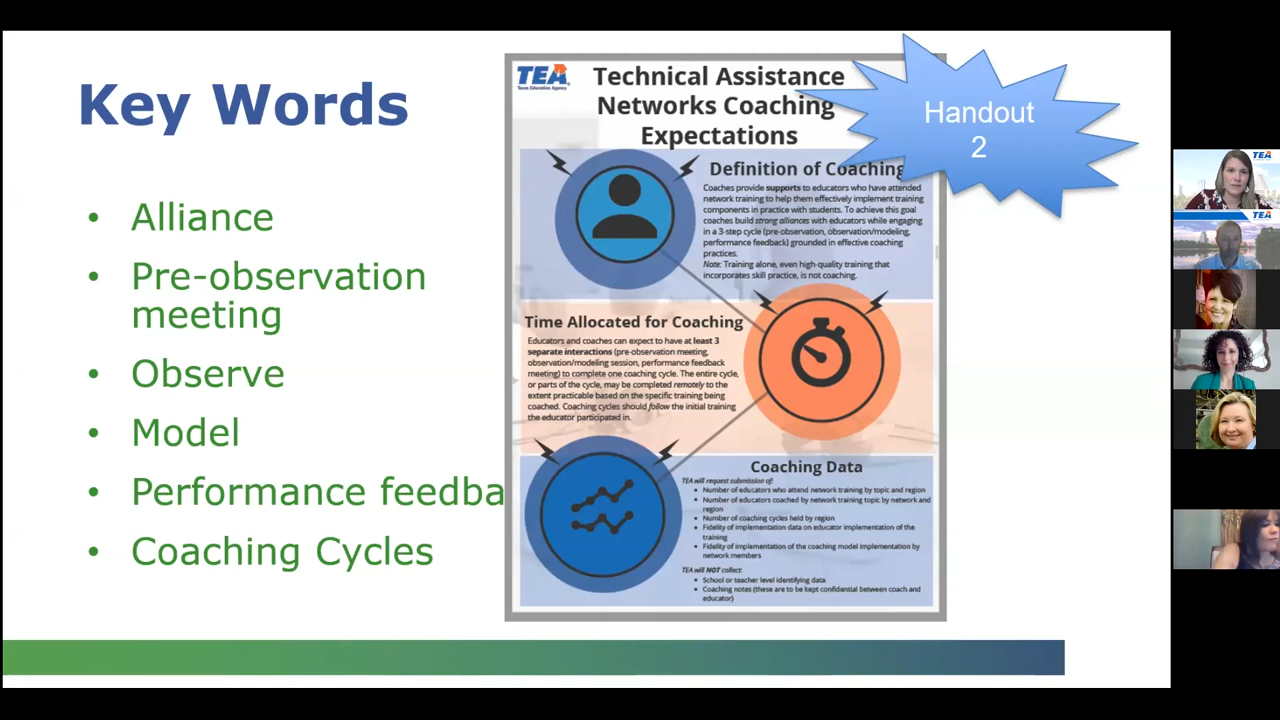 Key Words
• Alliance
• Pre-observation
meeting
• Observe
• Model
• Performance feedba
• Coaching Cycles
TEA
Texas Education Agency
Technical Assistance
Networks Coaching
Expectations
Handout
2
Definition of Coaching
Coaches provide supports to educators who have attended
network training to help them effectively implement training
components in practice with students. To achieve this goal
coaches build strong alliances with educators while engaging
in a 3-step cycle (pre-observation, observation/modeling,
performance feedback) grounded in effective coaching
practices.
Note: Training alone, even high-quality training that
incorporates skill practice, is not coaching.
Time Allocated for Coaching
Educators and coaches can expect to have at least 3
separate interactions (pre-observation meeting,
observation/modeling session, performance feedback
meeting) to complete one coaching cycle. The entire cycle,
or parts of the cycle, may be completed remotely to the
extent practicable based on the specific training being
coached. Coaching cycles should follow the initial training
the educator participated in.
Coaching Data
TEA will request submission of:
• Number of educators who attend network training by topic and region
• Number of educators coached by network training topic by network and
region
• Number of coaching cycles held by region
• Fidelity of implementation data on educator implementation of the
training
• Fidelity of implementation of the coaching model implementation by
network members
TEA will NOT collect:
• School or teacher level identifying data
• Coaching notes (these are to be kept confidential between coach and
educator)
TEA
TEA